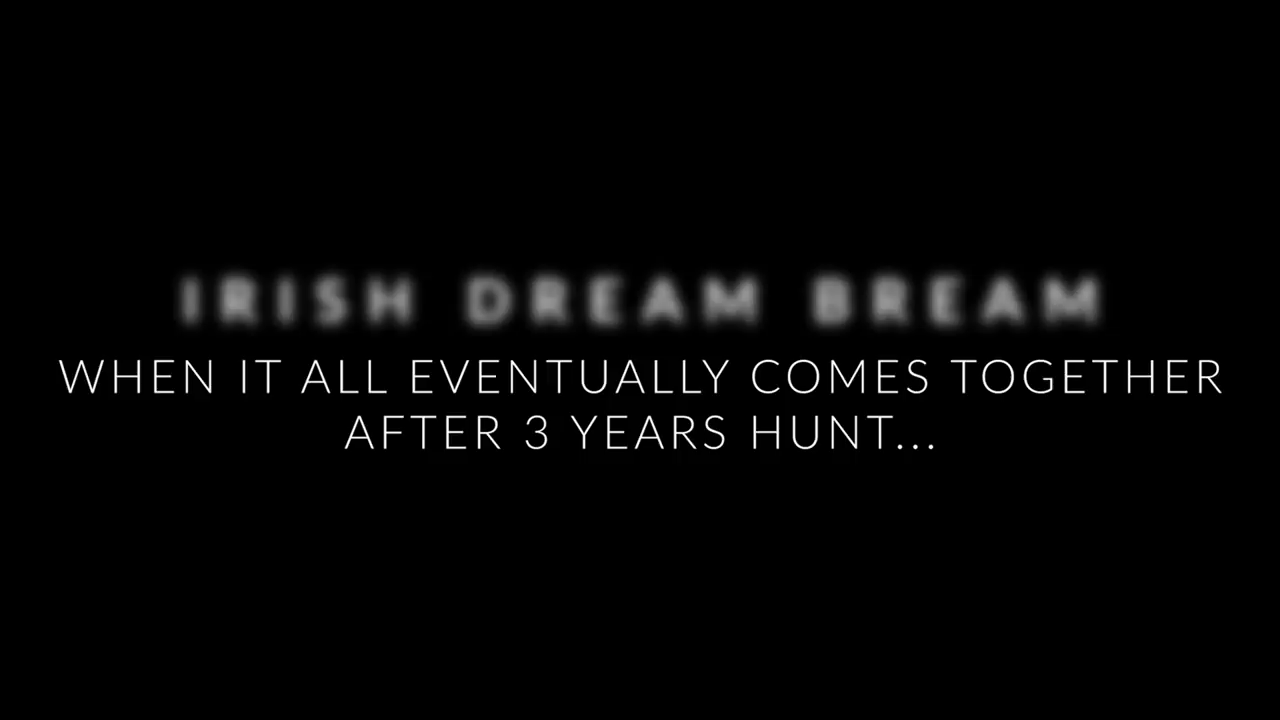 IRISH DREAM BREAM
WHEN IT ALL EVENTUALLY COMES TOGETHER
AFTER 3 YEARS HUNT...